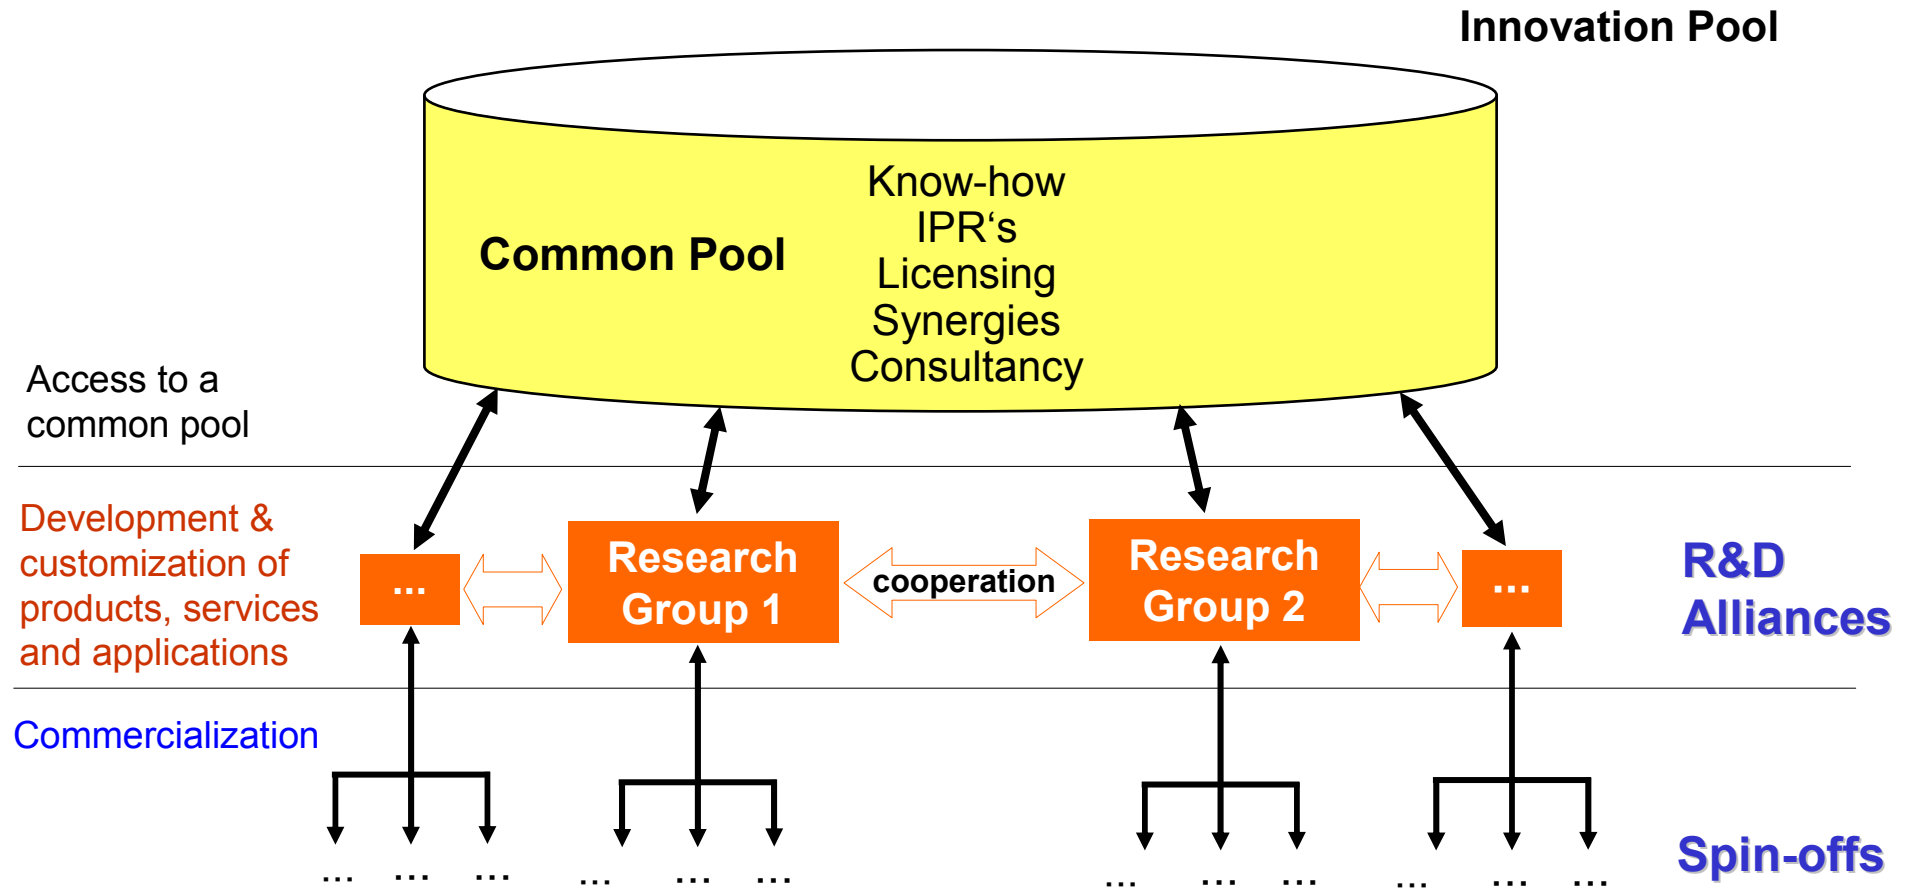 Innovation Pool
Know-how
IPR‘s
Common Pool
Licensing
Synergies
Consultancy
Access to a
common pool
Development &
customization of
products, services
and applications
...
Research
Group 1
cooperation
Research
Group 2
...
R&D
Alliances
Commercialization
... ... ... ... ... ... ... ... ... ... ... ...
Spin-offs